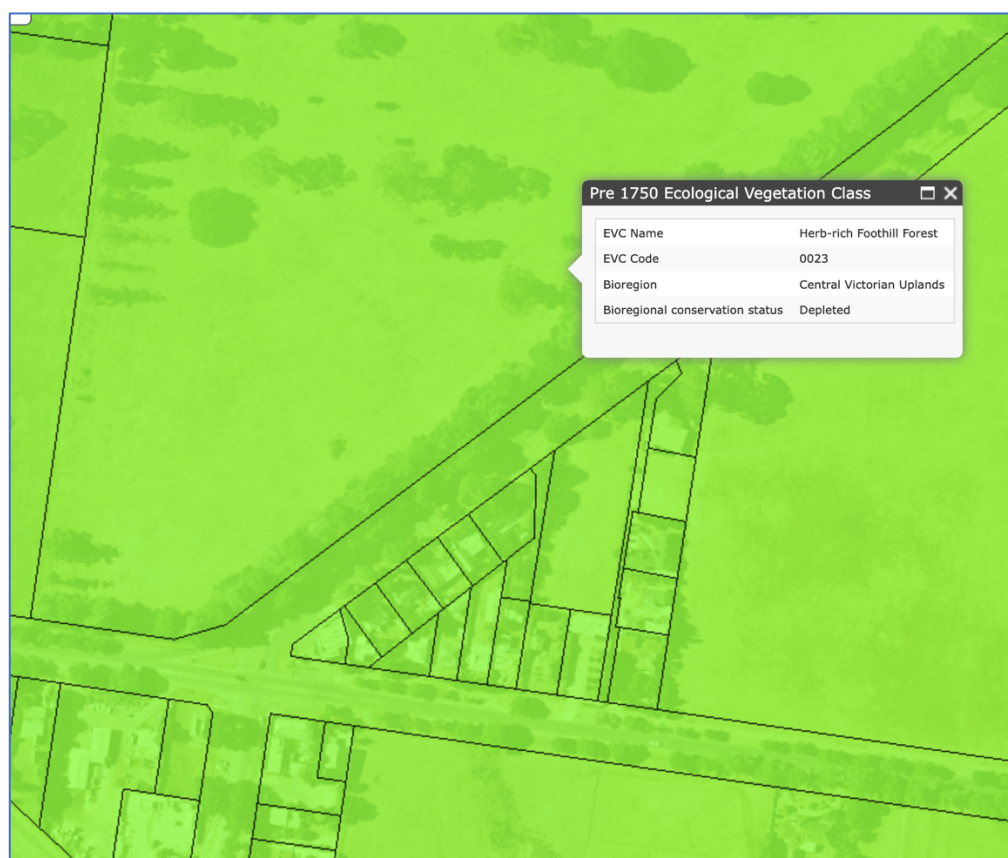 Pre 1750 Ecological Vegetation Class
EVC Name Herb-rich Foothill Forest
EVC Code 0023
Bioregion Central Victorian Uplands
Bioregional conservation status Depleted